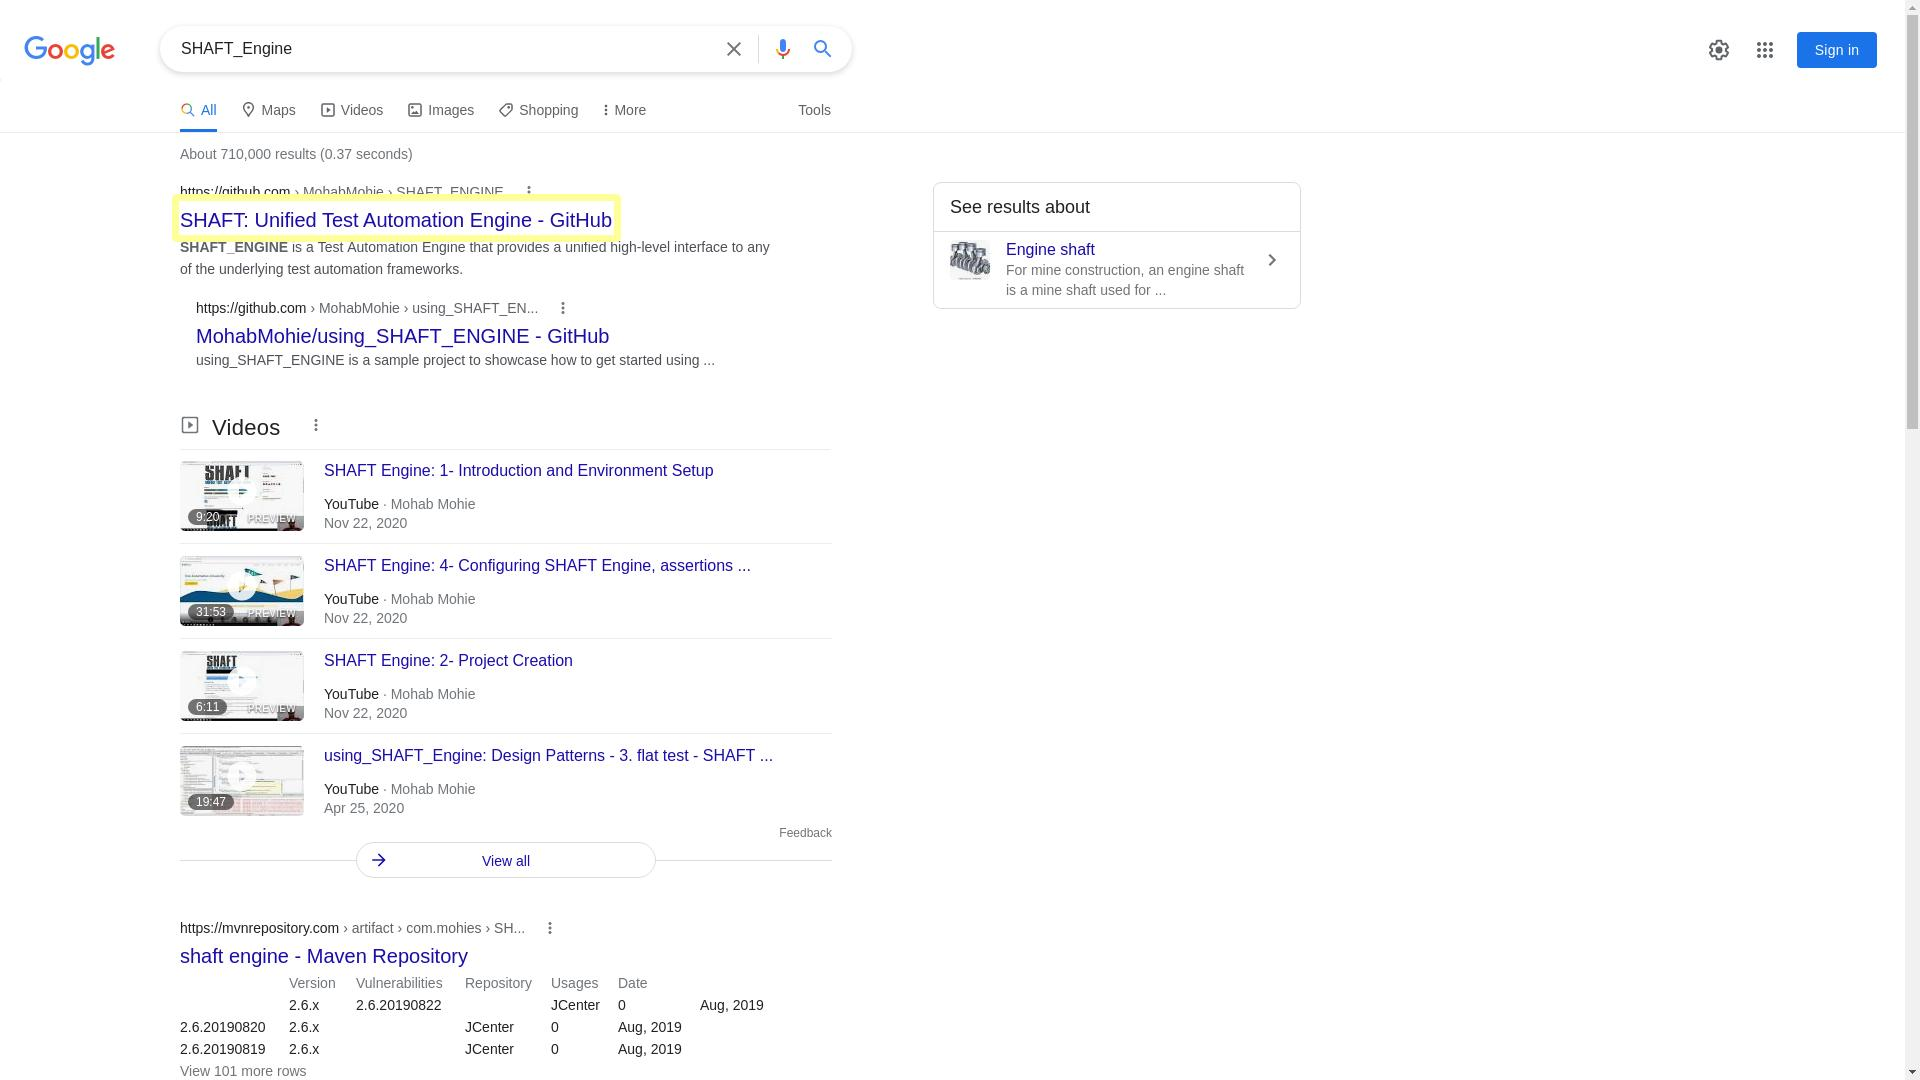 Google
SHAFT_Engine
Sign in
All
Maps
Videos
Images
Shopping
More
Tools
About 710,000 results (0.37 seconds)
https://github.com › MohabMohie › SHAFT_ENGINE
SHAFT: Unified Test Automation Engine - GitHub
SHAFT_ENGINE is a Test Automation Engine that provides a unified high-level interface to any
of the underlying test automation frameworks.
https://github.com › MohabMohie › using_SHAFT_EN...
MohabMohie/using_SHAFT_ENGINE - GitHub
using_SHAFT_ENGINE is a sample project to showcase how to get started using ...
See results about
Engine shaft
For mine construction, an engine shaft
is a mine shaft used for ...
Videos
SHAFT
9:20
PREVIEW
SHAFT Engine: 1- Introduction and Environment Setup
YouTube · Mohab Mohie
Nov 22, 2020
31:53
PREVIEW
SHAFT Engine: 4- Configuring SHAFT Engine, assertions ...
YouTube · Mohab Mohie
Nov 22, 2020
SHAFT
6:11
PREVIEW
SHAFT Engine: 2- Project Creation
YouTube · Mohab Mohie
Nov 22, 2020
19:47
using_SHAFT_Engine: Design Patterns - 3. flat test - SHAFT ...
YouTube · Mohab Mohie
Apr 25, 2020
Feedback
View all
https://mvnrepository.com › artifact › com.mohies › SH...
shaft engine - Maven Repository
Version Vulnerabilities Repository Usages Date
2.6.x 2.6.20190822 JCenter 0 Aug, 2019
2.6.20190820 2.6.x JCenter 0 Aug, 2019
2.6.20190819 2.6.x JCenter 0 Aug, 2019
View 101 more rows